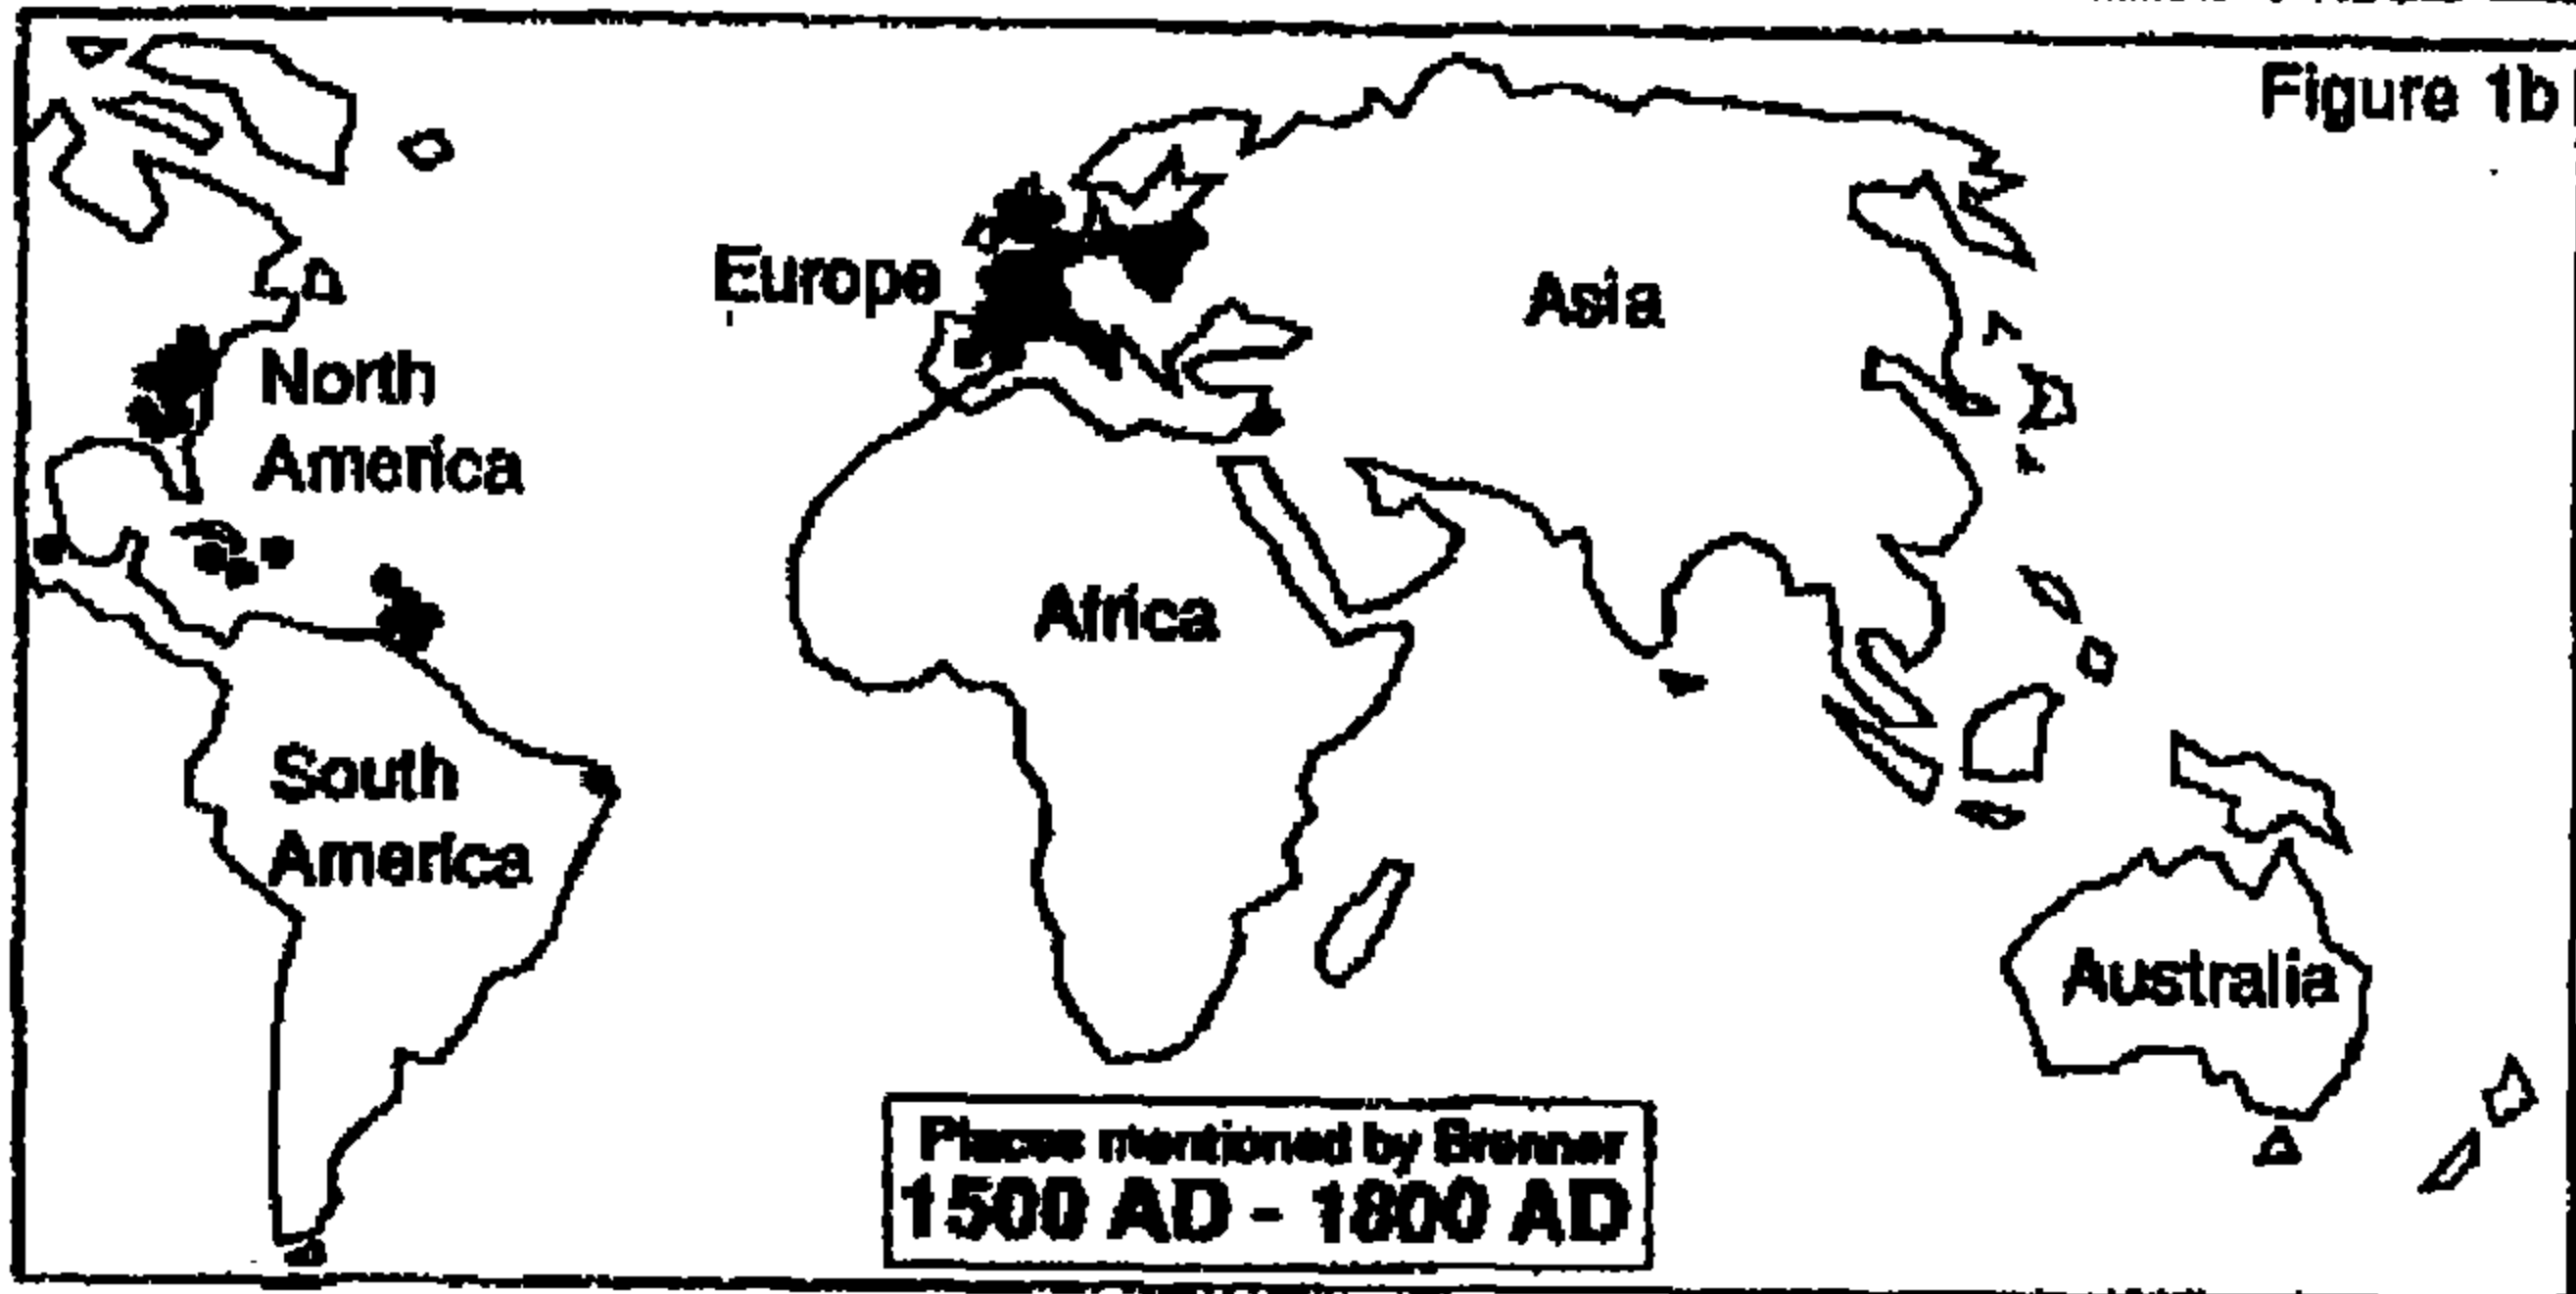 Figure 1b
Europe
Asia
North
America
Africa
South
America
Australia
Places mentioned by Brenner
1500 AD - 1800 AD